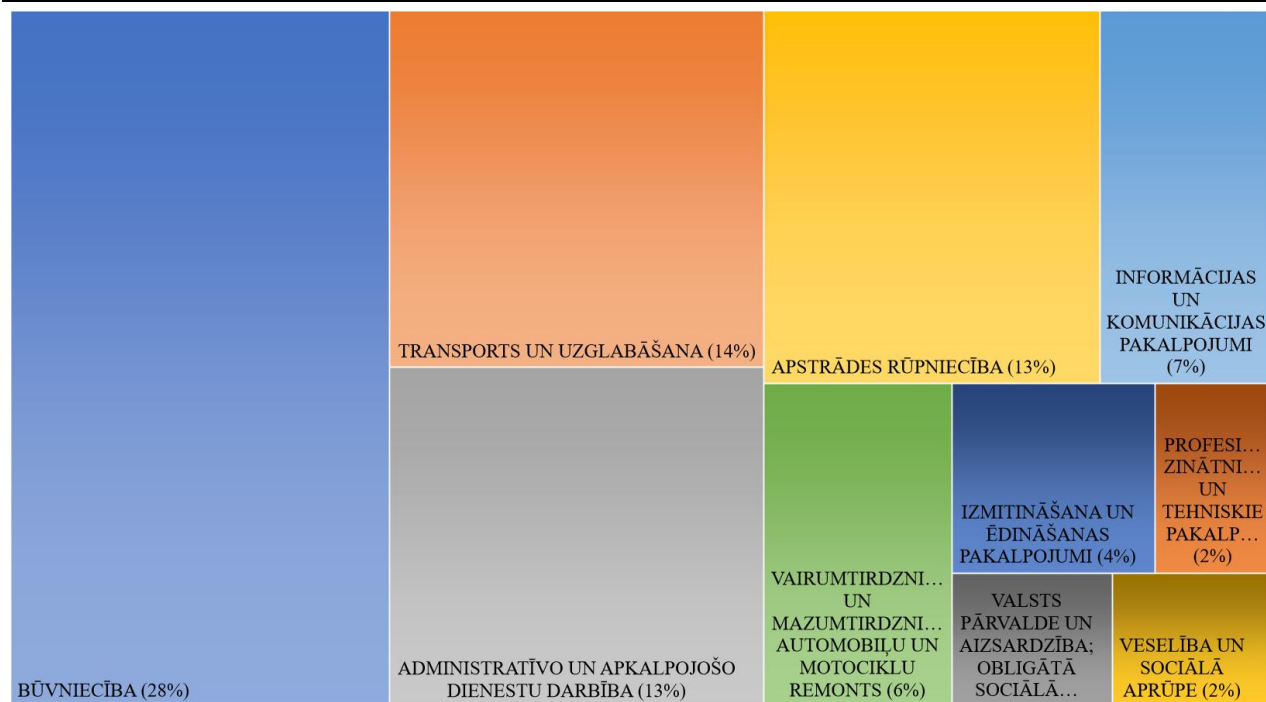 BŪVNIECĪBA (28%)
TRANSPORTS UN UZGLABĀŠANA (14%)
ADMINISTRATĪVO UN APKALPOJOŠO
DIENESTU DARBĪBA (13%)
APSTRĀDES RŪPNIECĪBA (13%)
INFORMĀCIJAS
UN
KOMUNIKĀCIJAS
PAKALPOJUMI
(7%)
VAIRUMTIRDZNI…
UN
MAZUMTIRDZNI…
AUTOMOBIĻU UN
MOTOCIKLU
REMONTS (6%)
IZMITINĀŠANA UN
ĒDINĀŠANAS
PAKALPOJUMI (4%)
PROFESI…
ZINĀTNI…
UN
TEHNISKIE
PAKALP…
(2%)
VALSTS
PĀRVALDE UN
AIZSARDZĪBA;
OBLIGĀTĀ
SOCIĀLĀ…
VESELĪBA UN
SOCIĀLĀ
APRŪPE (2%)